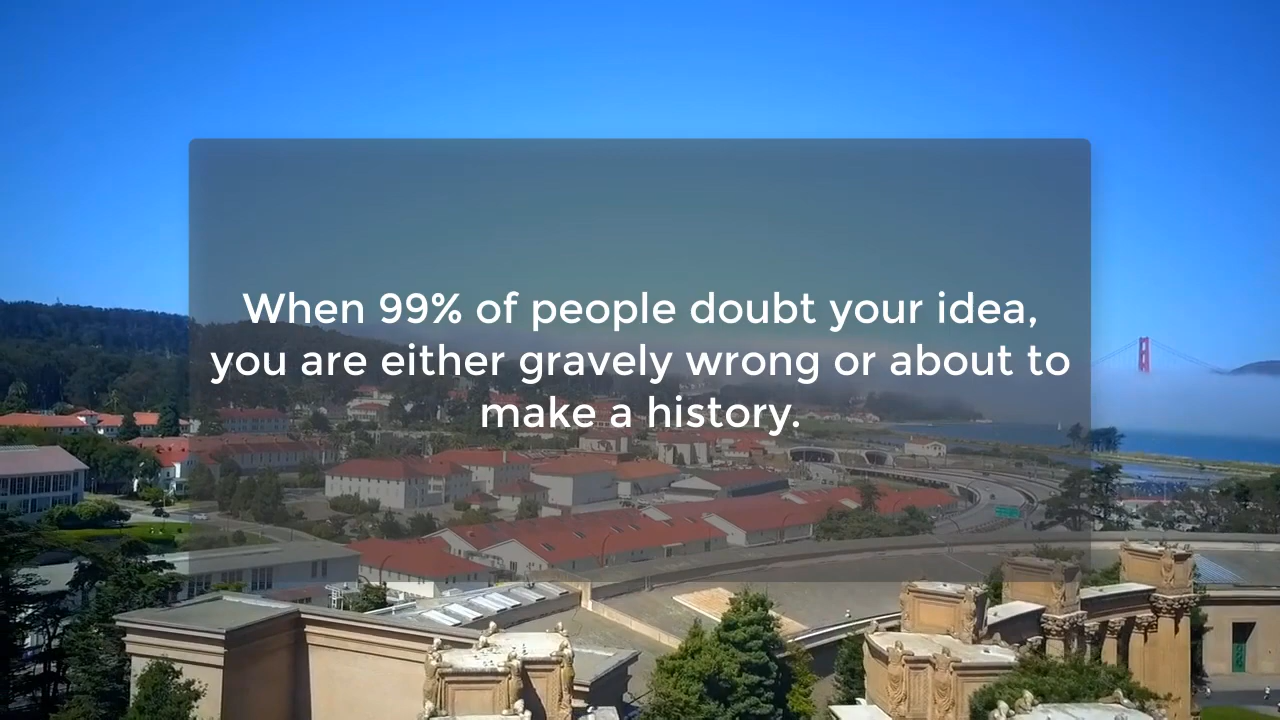 When 99% of people doubt your idea,
you are either gravely wrong or about to
make a history.